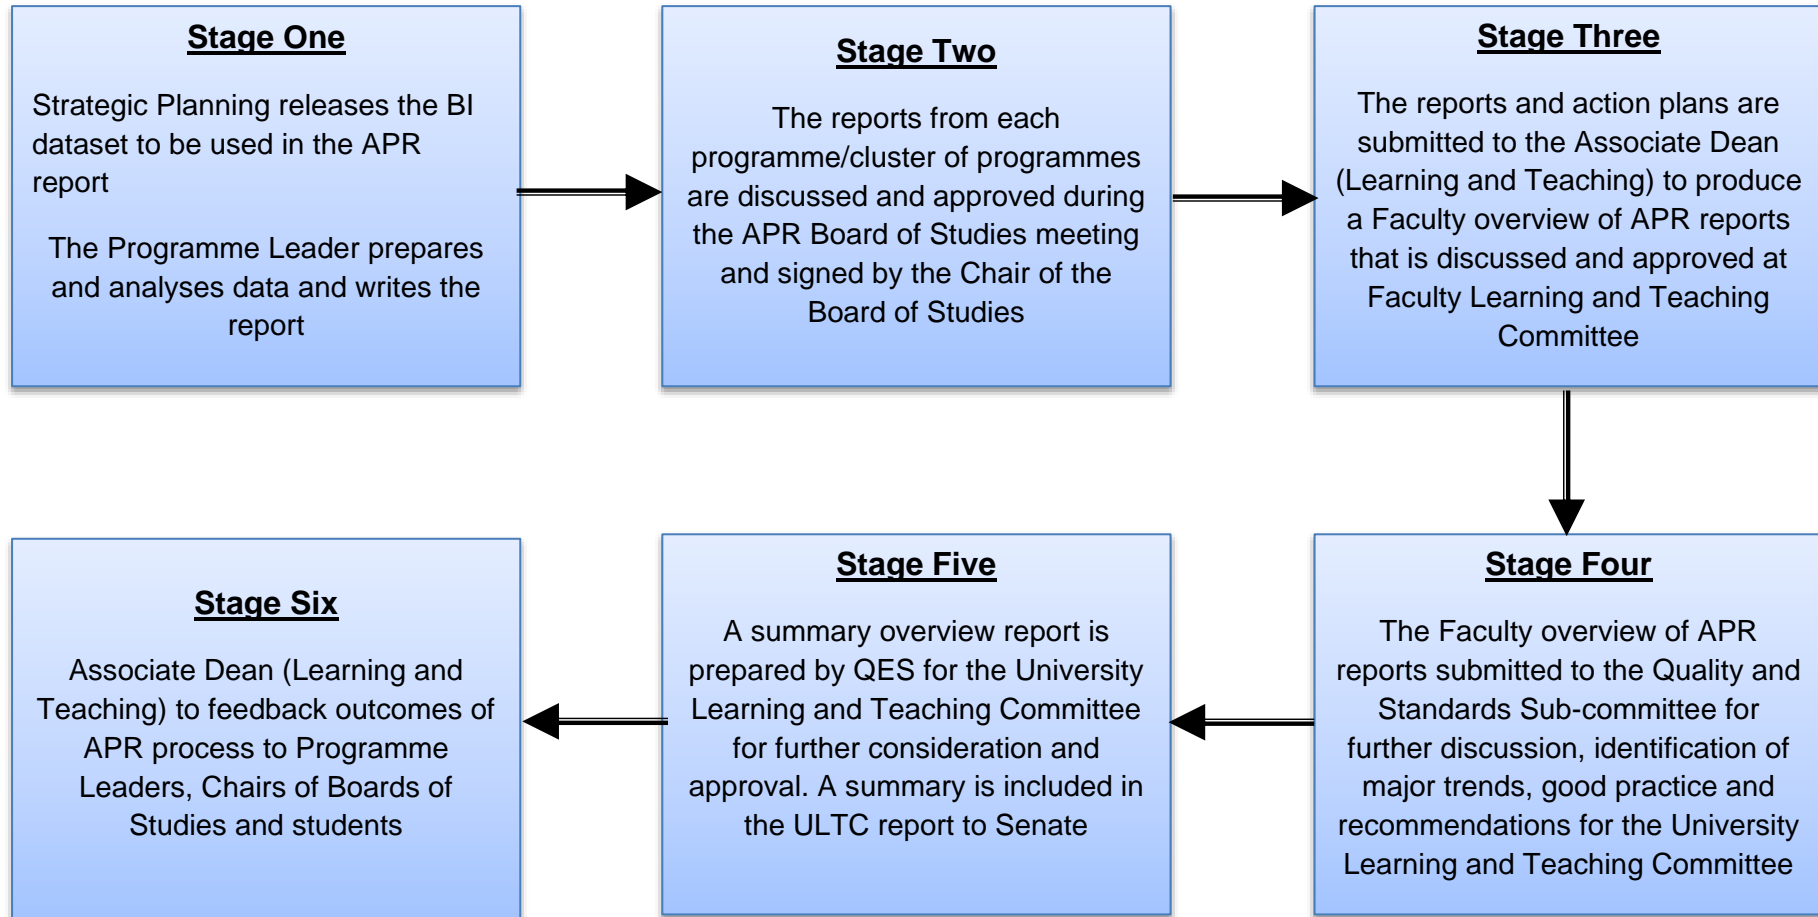 Stage One
Strategic Planning releases the BI
dataset to be used in the APR
report
The Programme Leader prepares
and analyses data and writes the
report
Stage Two
The reports from each
programme/cluster of programmes
are discussed and approved during
the APR Board of Studies meeting
and signed by the Chair of the
Board of Studies
Stage Three
The reports and action plans are
submitted to the Associate Dean
(Learning and Teaching) to produce
a Faculty overview of APR reports
that is discussed and approved at
Faculty Learning and Teaching
Committee
Stage Four
The Faculty overview of APR
reports submitted to the Quality and
Standards Sub-committee for
further discussion, identification of
major trends, good practice and
recommendations for the University
Learning and Teaching Committee
Stage Five
A summary overview report is
prepared by QES for the University
Learning and Teaching Committee
for further consideration and
approval. A summary is included in
the ULTC report to Senate
Stage Six
Associate Dean (Learning and
Teaching) to feedback outcomes of
APR process to Programme
Leaders, Chairs of Boards of
Studies and students